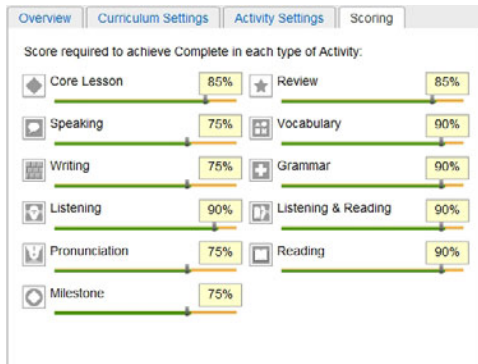 Overview Curriculum Settings Activity Settings Scoring
Score required to achieve Complete in each type of Activity:
Core Lesson 85% Review 85%
Speaking 75% Vocabulary 90%
Writing 75% Grammar 90%
Listening 90% Listening & Reading 90%
Pronunciation 75% Reading 90%
Milestone 75%